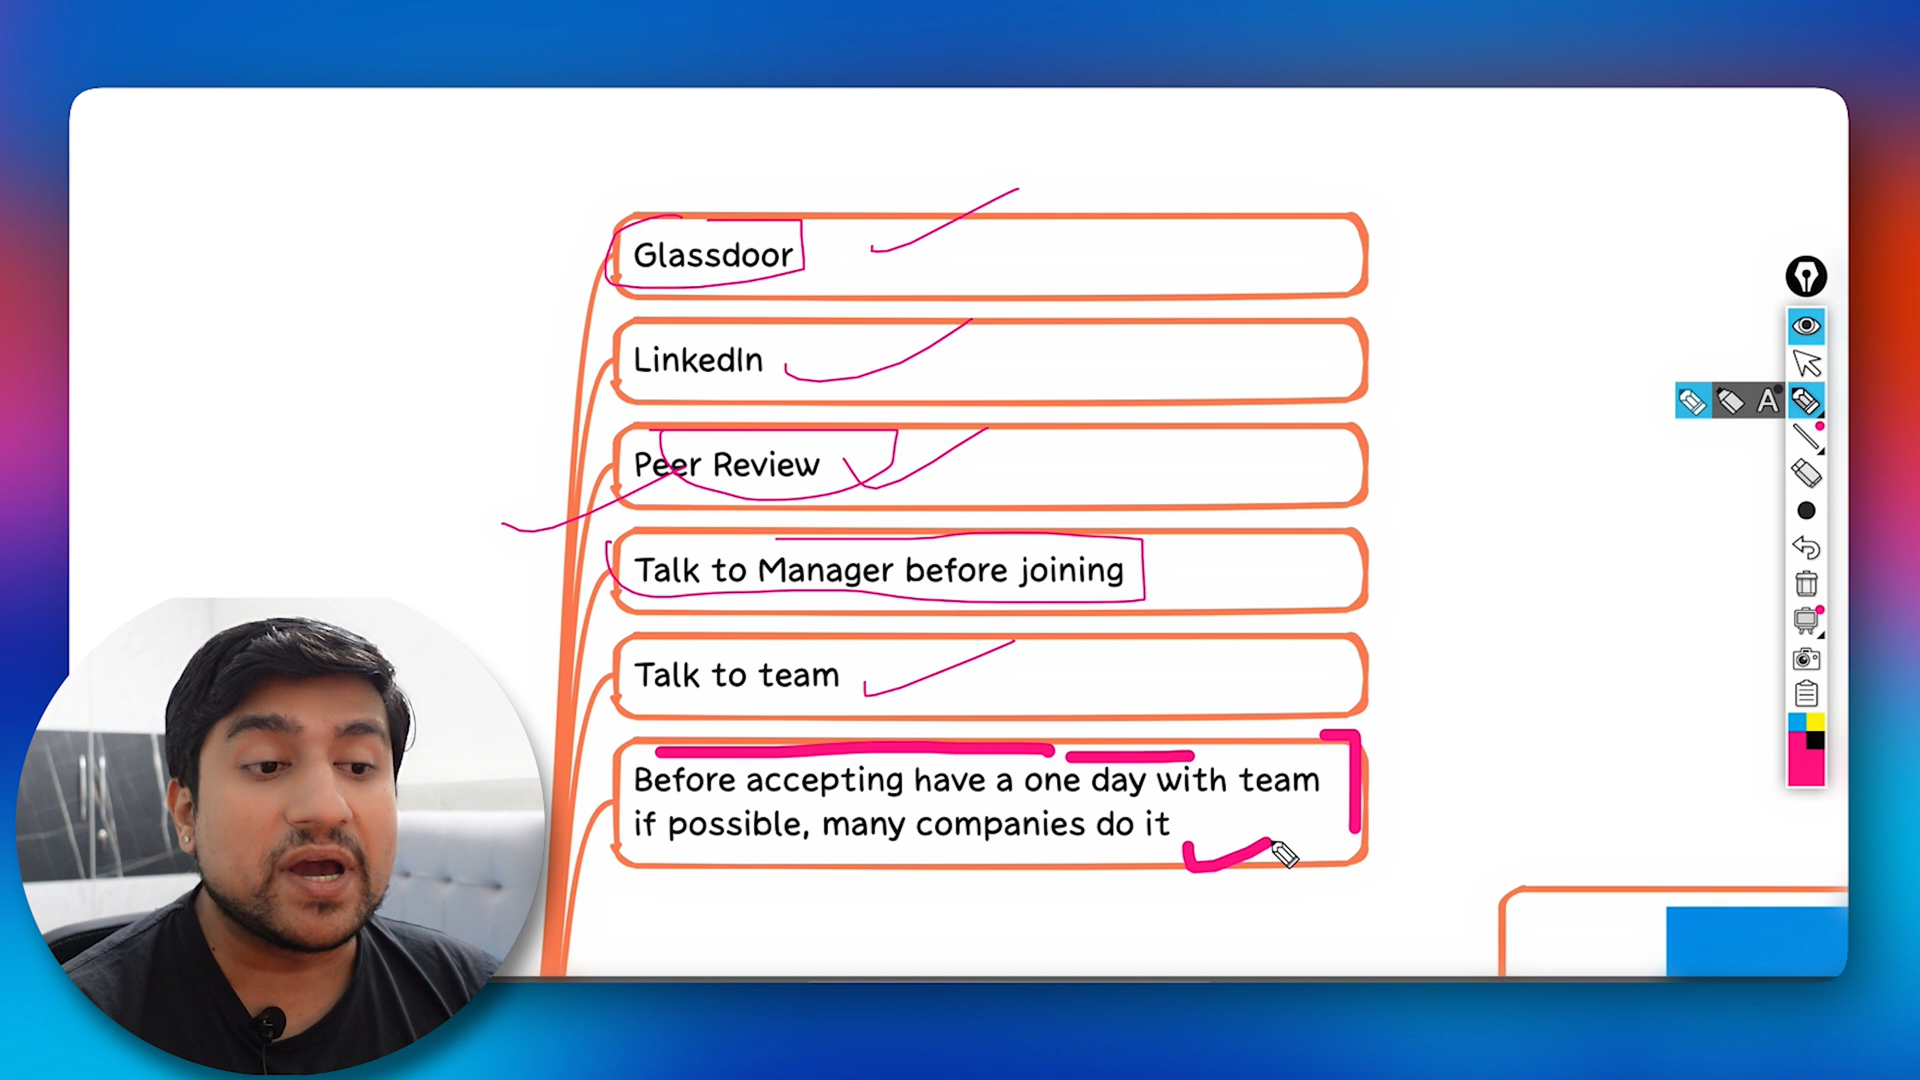 Glassdoor
LinkedIn
Peer Review
Talk to Manager before joining
Talk to team
Before accepting have a one day with team
if possible, many companies do it
A